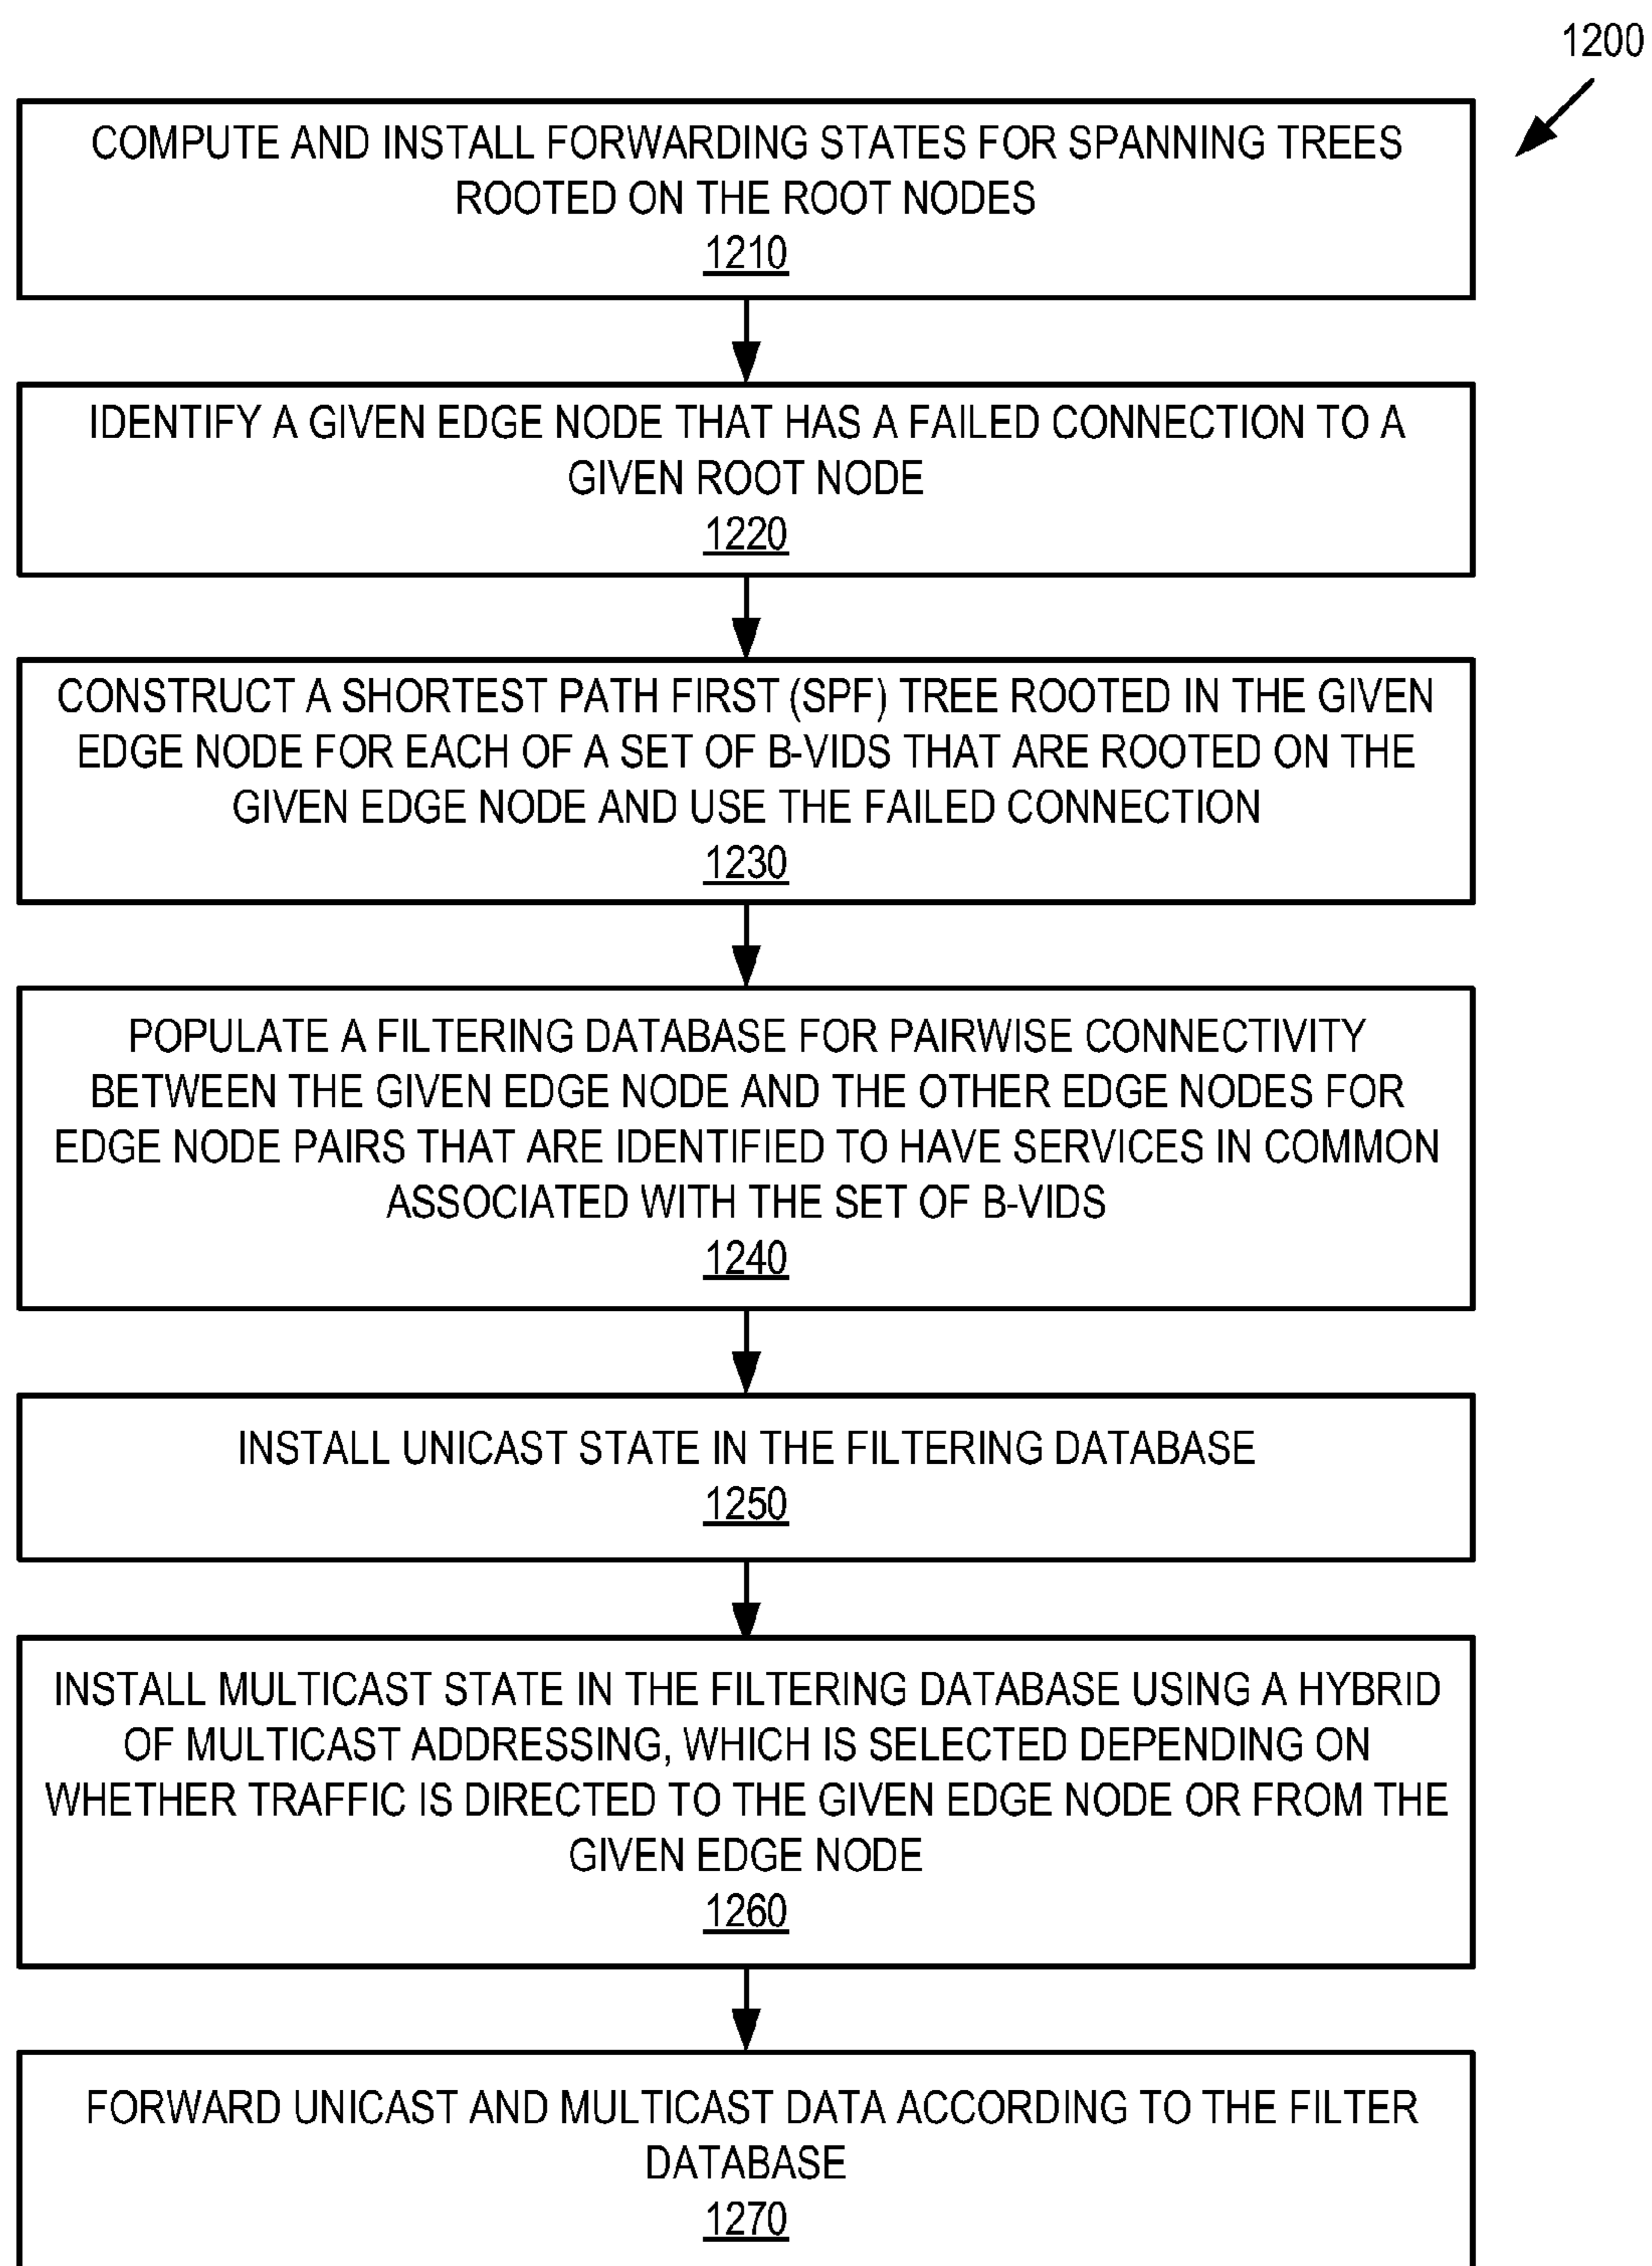 1200
COMPUTE AND INSTALL FORWARDING STATES FOR SPANNING TREES
ROOTED ON THE ROOT NODES
1210
IDENTIFY A GIVEN EDGE NODE THAT HAS A FAILED CONNECTION TO A
GIVEN ROOT NODE
1220
CONSTRUCT A SHORTEST PATH FIRST (SPF) TREE ROOTED IN THE GIVEN
EDGE NODE FOR EACH OF A SET OF B-VIDS THAT ARE ROOTED ON THE
GIVEN EDGE NODE AND USE THE FAILED CONNECTION
1230
POPULATE A FILTERING DATABASE FOR PAIRWISE CONNECTIVITY
BETWEEN THE GIVEN EDGE NODE AND THE OTHER EDGE NODES FOR
EDGE NODE PAIRS THAT ARE IDENTIFIED TO HAVE SERVICES IN COMMON
ASSOCIATED WITH THE SET OF B-VIDS
1240
INSTALL UNICAST STATE IN THE FILTERING DATABASE
1250
INSTALL MULTICAST STATE IN THE FILTERING DATABASE USING A HYBRID
OF MULTICAST ADDRESSING, WHICH IS SELECTED DEPENDING ON
WHETHER TRAFFIC IS DIRECTED TO THE GIVEN EDGE NODE OR FROM THE
GIVEN EDGE NODE
1260
FORWARD UNICAST AND MULTICAST DATA ACCORDING TO THE FILTER
DATABASE
1270